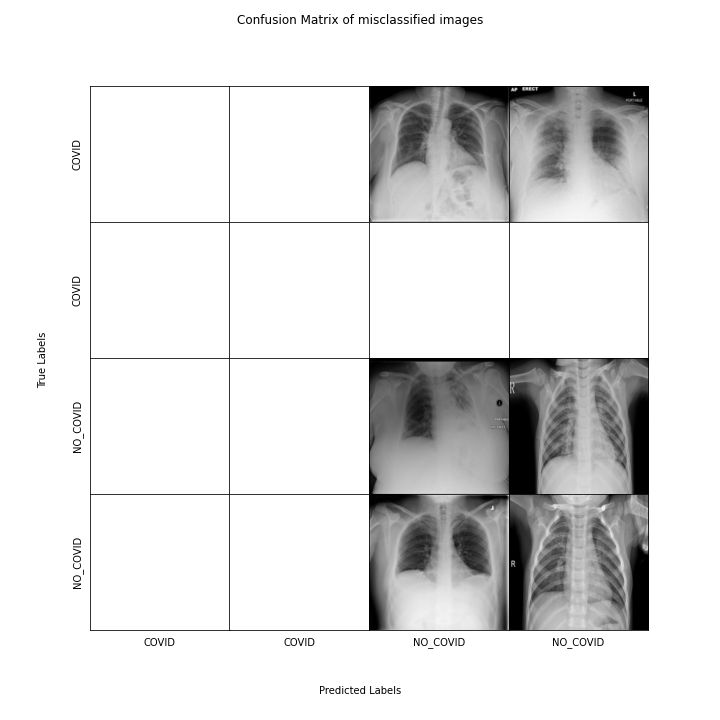 Confusion Matrix of misclassified images
COVID
AP ERECT
L
PORTABLE
COVID
True Labels
NO_COVID
R
NO_COVID
R
COVID
COVID
NO_COVID
NO_COVID
Predicted Labels